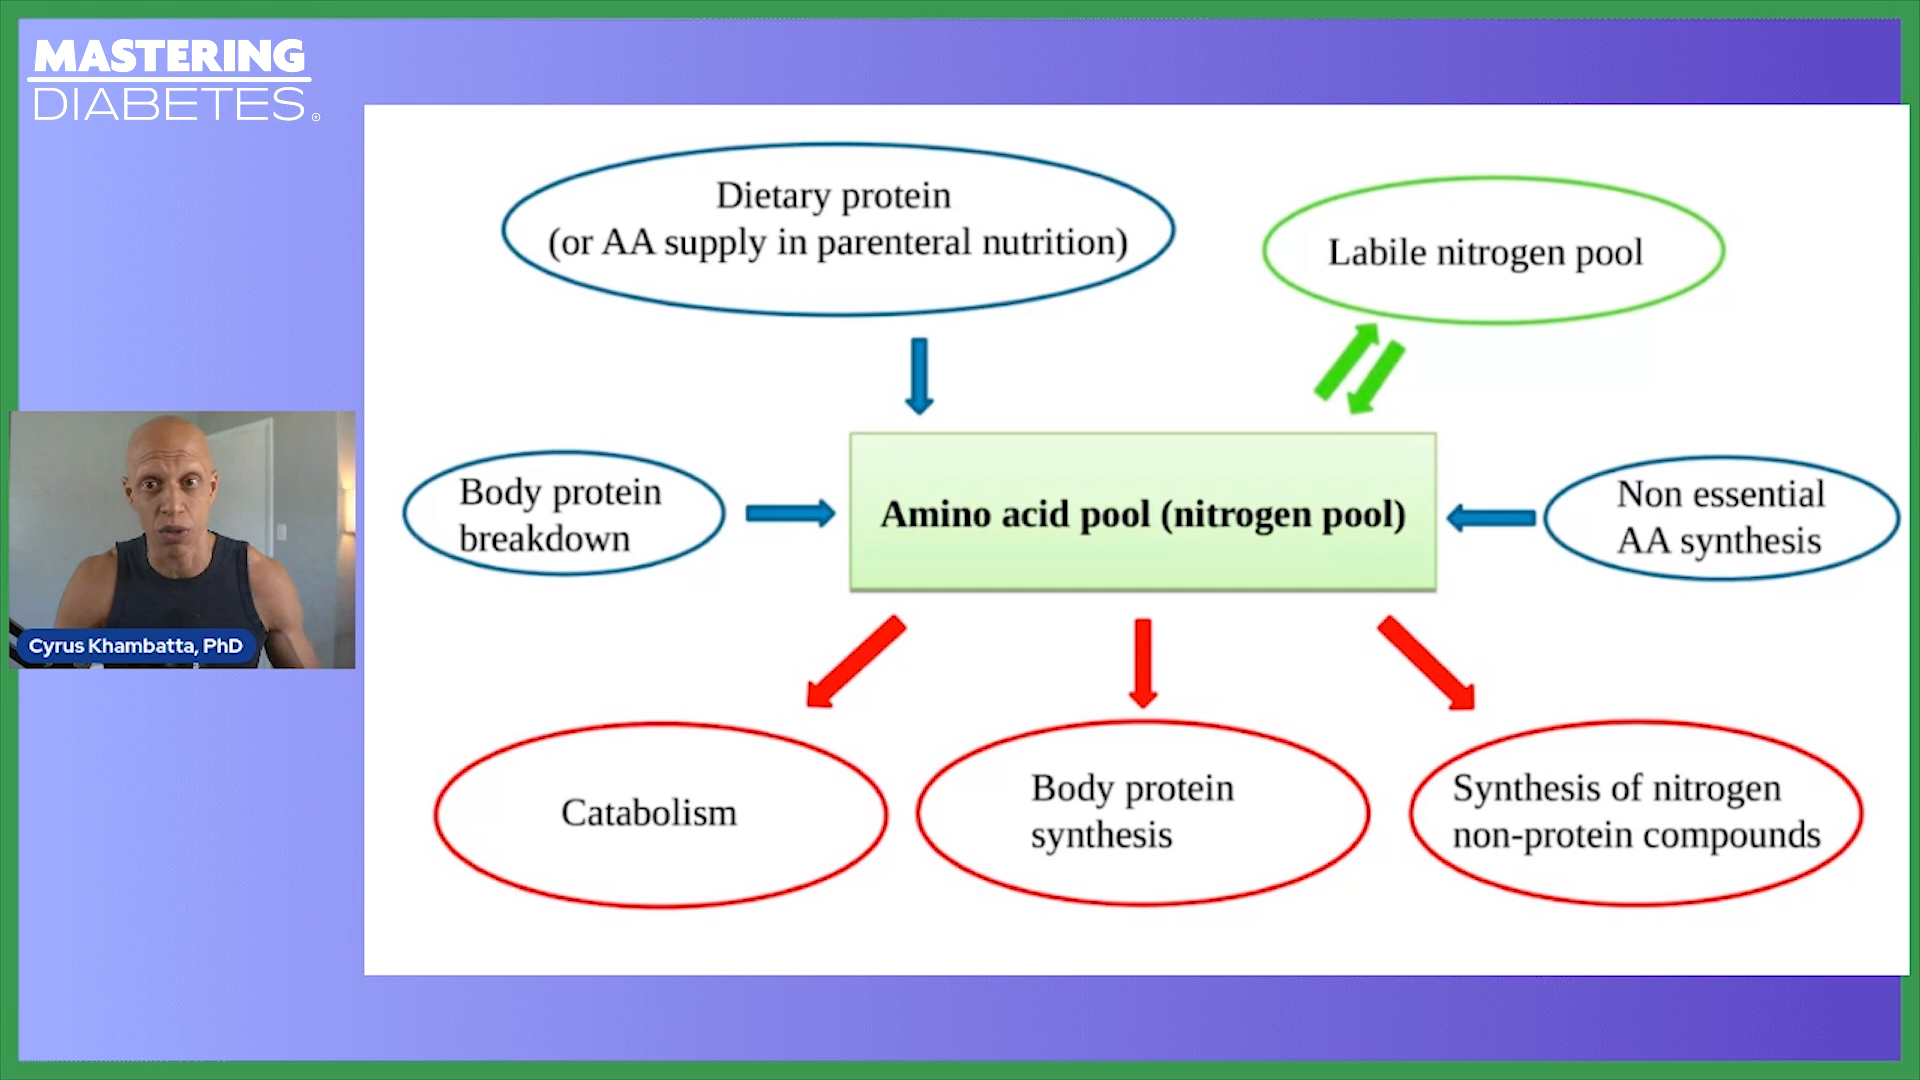 MASTERING
DIABETES®
Dietary protein
(or AA supply in parenteral nutrition)
Labile nitrogen pool
Body protein
breakdown
Amino acid pool (nitrogen pool)
Non essential
AA synthesis
Cyrus Khambatta, PhD
Catabolism
Body protein
synthesis
Synthesis of nitrogen
non-protein compounds